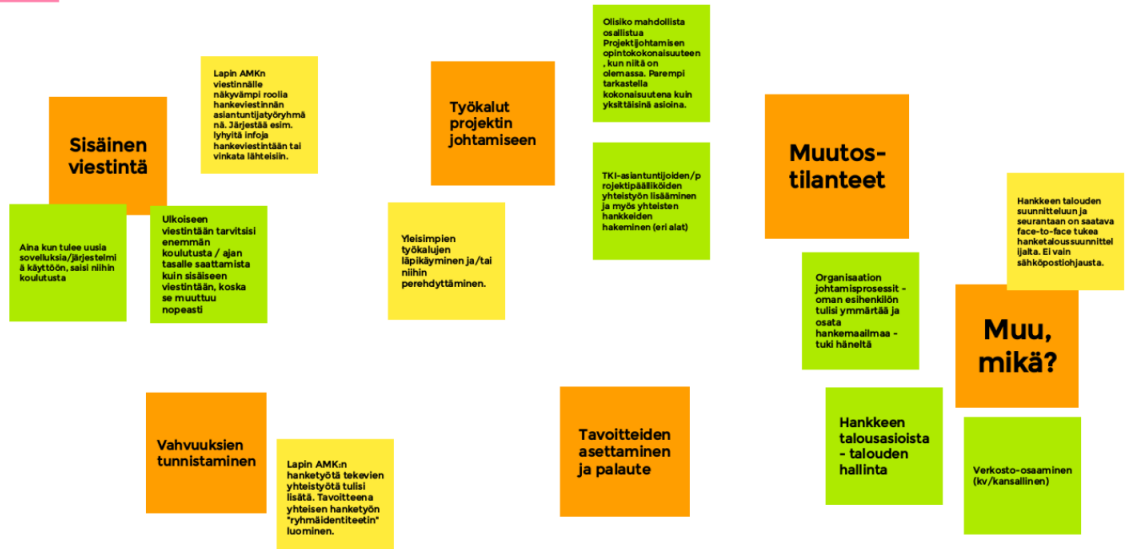 Sisäinen
viestintä
Lapin AMKn
viestinnälle
näkyvämpi roolia
hankeviestinnän
asiantuntijatyöryhmä
nä. Järjestää esim.
lyhyitä infoja
hankeviestintään tai
vinkata lähteisiin.
Aina kun tulee uusia
sovelluksia/järjestelmi
ä käyttöön, saisi niihin
koulutusta
Ulkoiseen
viestintään tarvitsisi
enemmän
koulutusta / ajan
tasalle saattamista
kuin sisäiseen
viestintään, koska
se muuttuu
nopeasti
Työkalut
projektin
johtamiseen
Olisiko mahdollista
osallistua
Projektijohtamisen
opintokokonaisuuteen
, kun niitä on
olemassa. Parempi
tarkastella
kokonaisuutena kuin
yksittäisinä asioina.
TKI-asiantuntijoiden/p
rojektipäälliköiden
yhteistyön lisääminen
ja myös yhteisten
hankkeiden
hakeminen (eri alat)
Yleisimpien
työkalujen
läpikäyminen ja/tai
niihin
perehdyttäminen.
Muutos-
tilanteet
Organisaation
johtamisprosessit -
oman esihenkilön
tulisi ymmärtää ja
osata
hankemaailmaa -
tuki häneltä
Hankkeen talouden
suunnitteluun ja
seurantaan on saatava
face-to-face tukea
hanketaloussuunnittel
ijalta. Ei vain
sähköpostiohjausta.
Muu,
mikä?
Hankkeen
talousasioista
- talouden
hallinta
Verkosto-osaaminen
(kv/kansallinen)
Vahvuuksien
tunnistaminen
Lapin AMK:n
hanketyötä tekevien
yhteistyötä tulisi
lisätä. Tavoitteena
yhteisen hanketyön
"ryhmäidentiteetin"
luominen.
Tavoitteiden
asettaminen
ja palaute